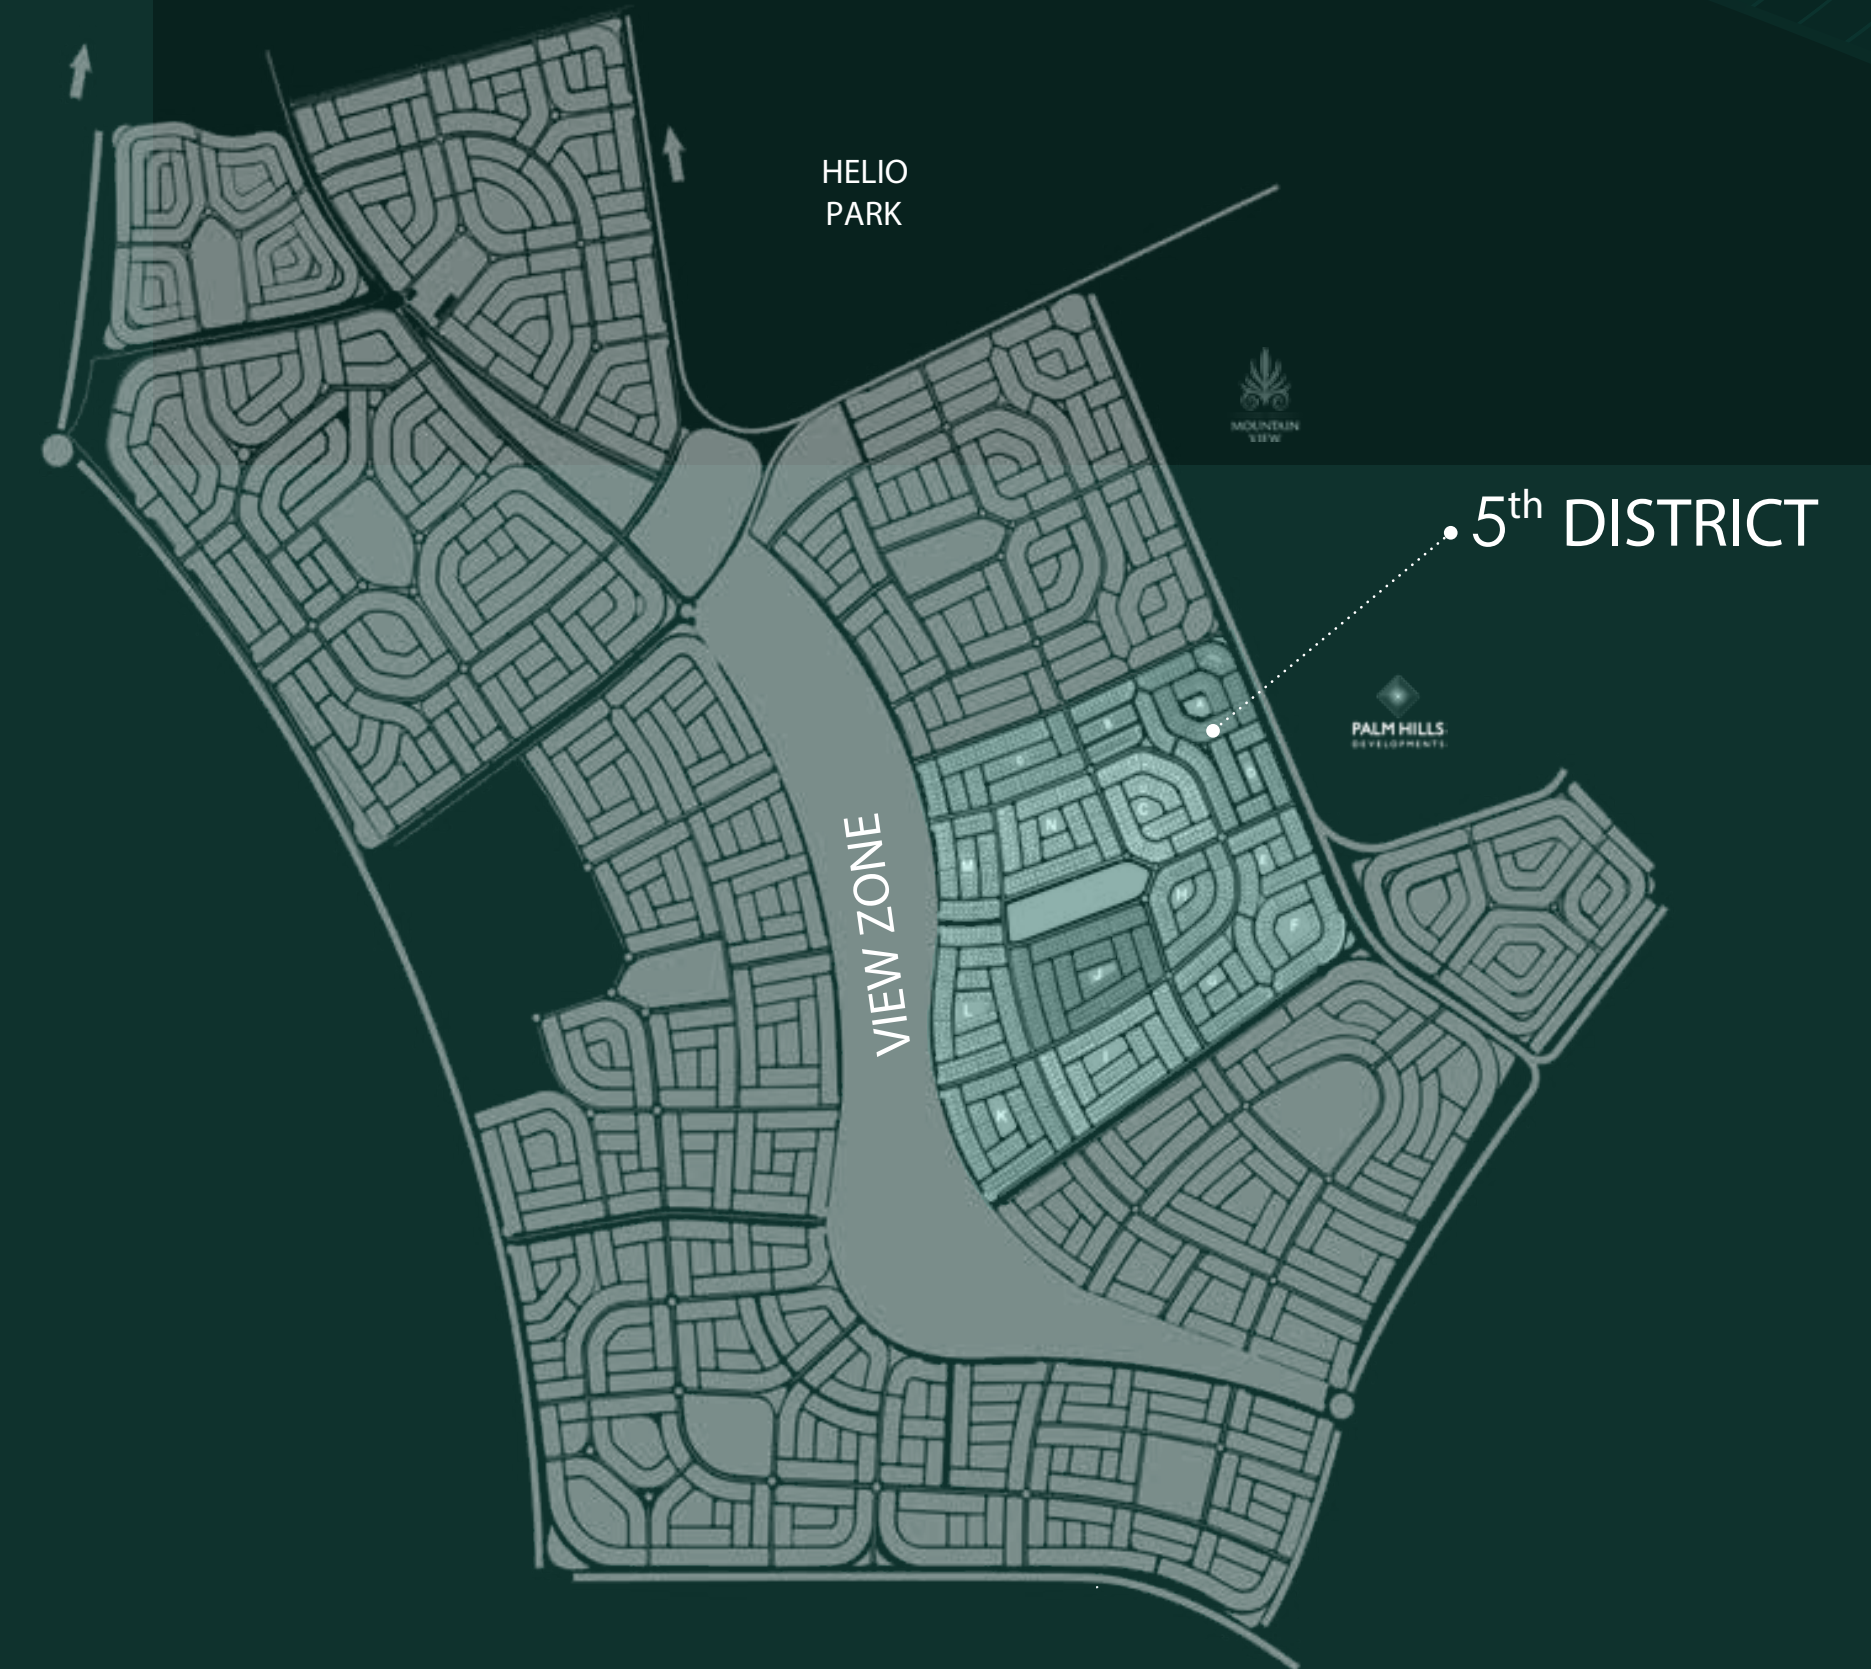 HELIO
PARK
MOUNTAIN
VIEW
5th DISTRICT
PALM HILLS
DEVELOPMENTS
VIEW ZONE
C
N
M
H
F
J
L
K